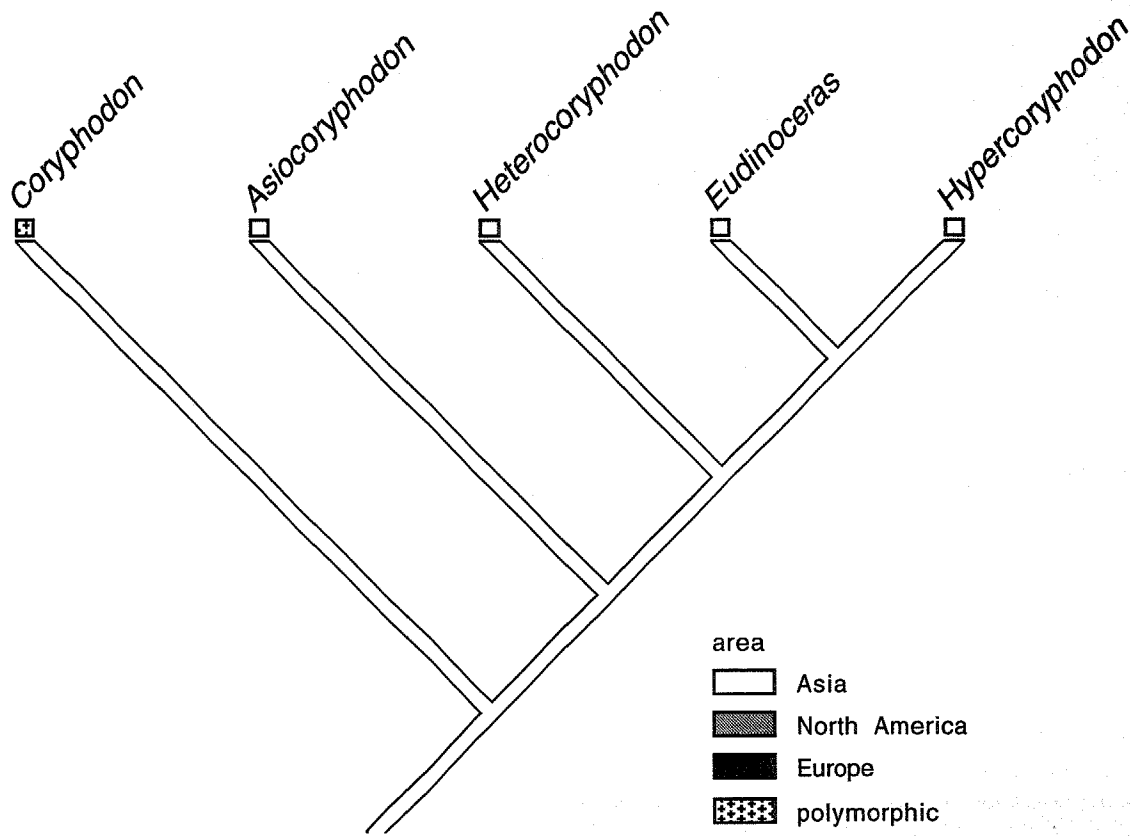 Coryphodon
Asiocoryphodon
Heterocoryphodon
Eudinoceras
Hypercoryphodon
area
Asia
North America
Europe
polymorphic